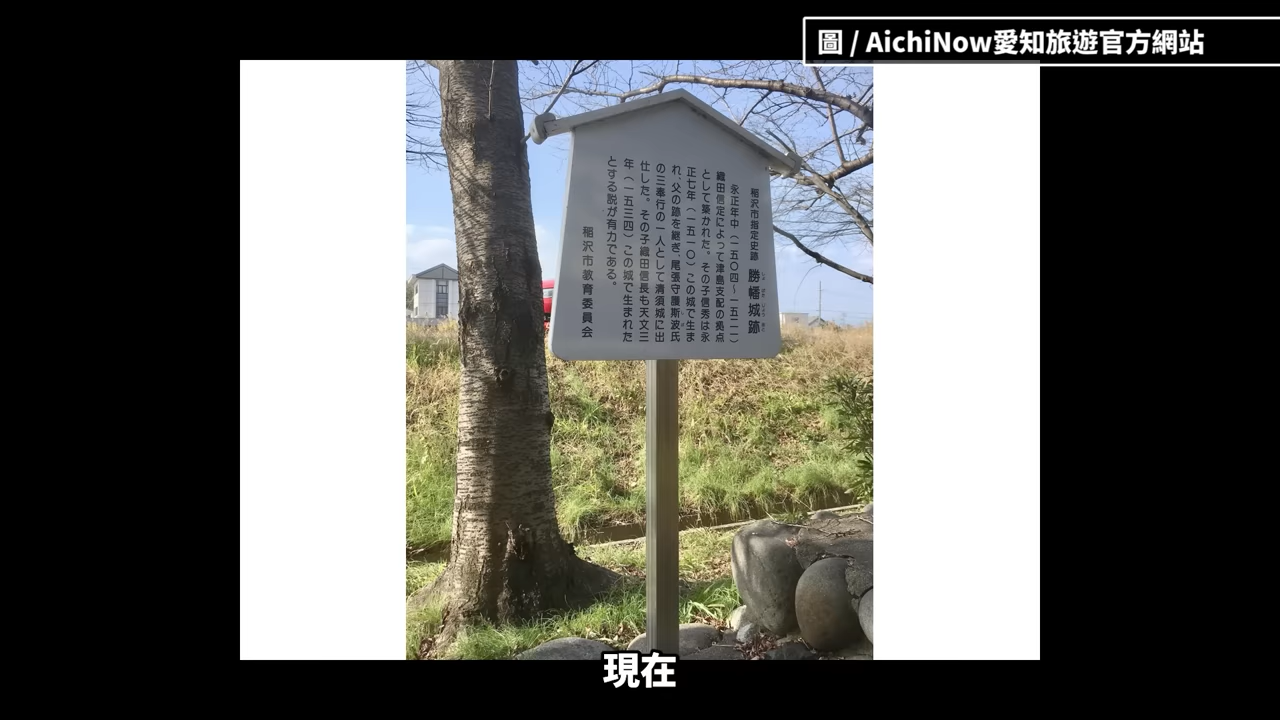 圖 / AichiNow愛知旅遊官方網站
稲沢市指定史跡 勝幡城跡
永正年中（一五〇四～一五二一）
織田信定によって津島支配の拠点
として築かれた。その子信秀は永
正七年（一五一〇）この城で生ま
れ、父の跡を継ぎ、尾張守護斯波氏
の三奉行の一人として清須城に出
仕した。その子織田信長も天文三
年（一五三四）この城で生まれた
とする説が有力である。
稲沢市教育委員会
現在